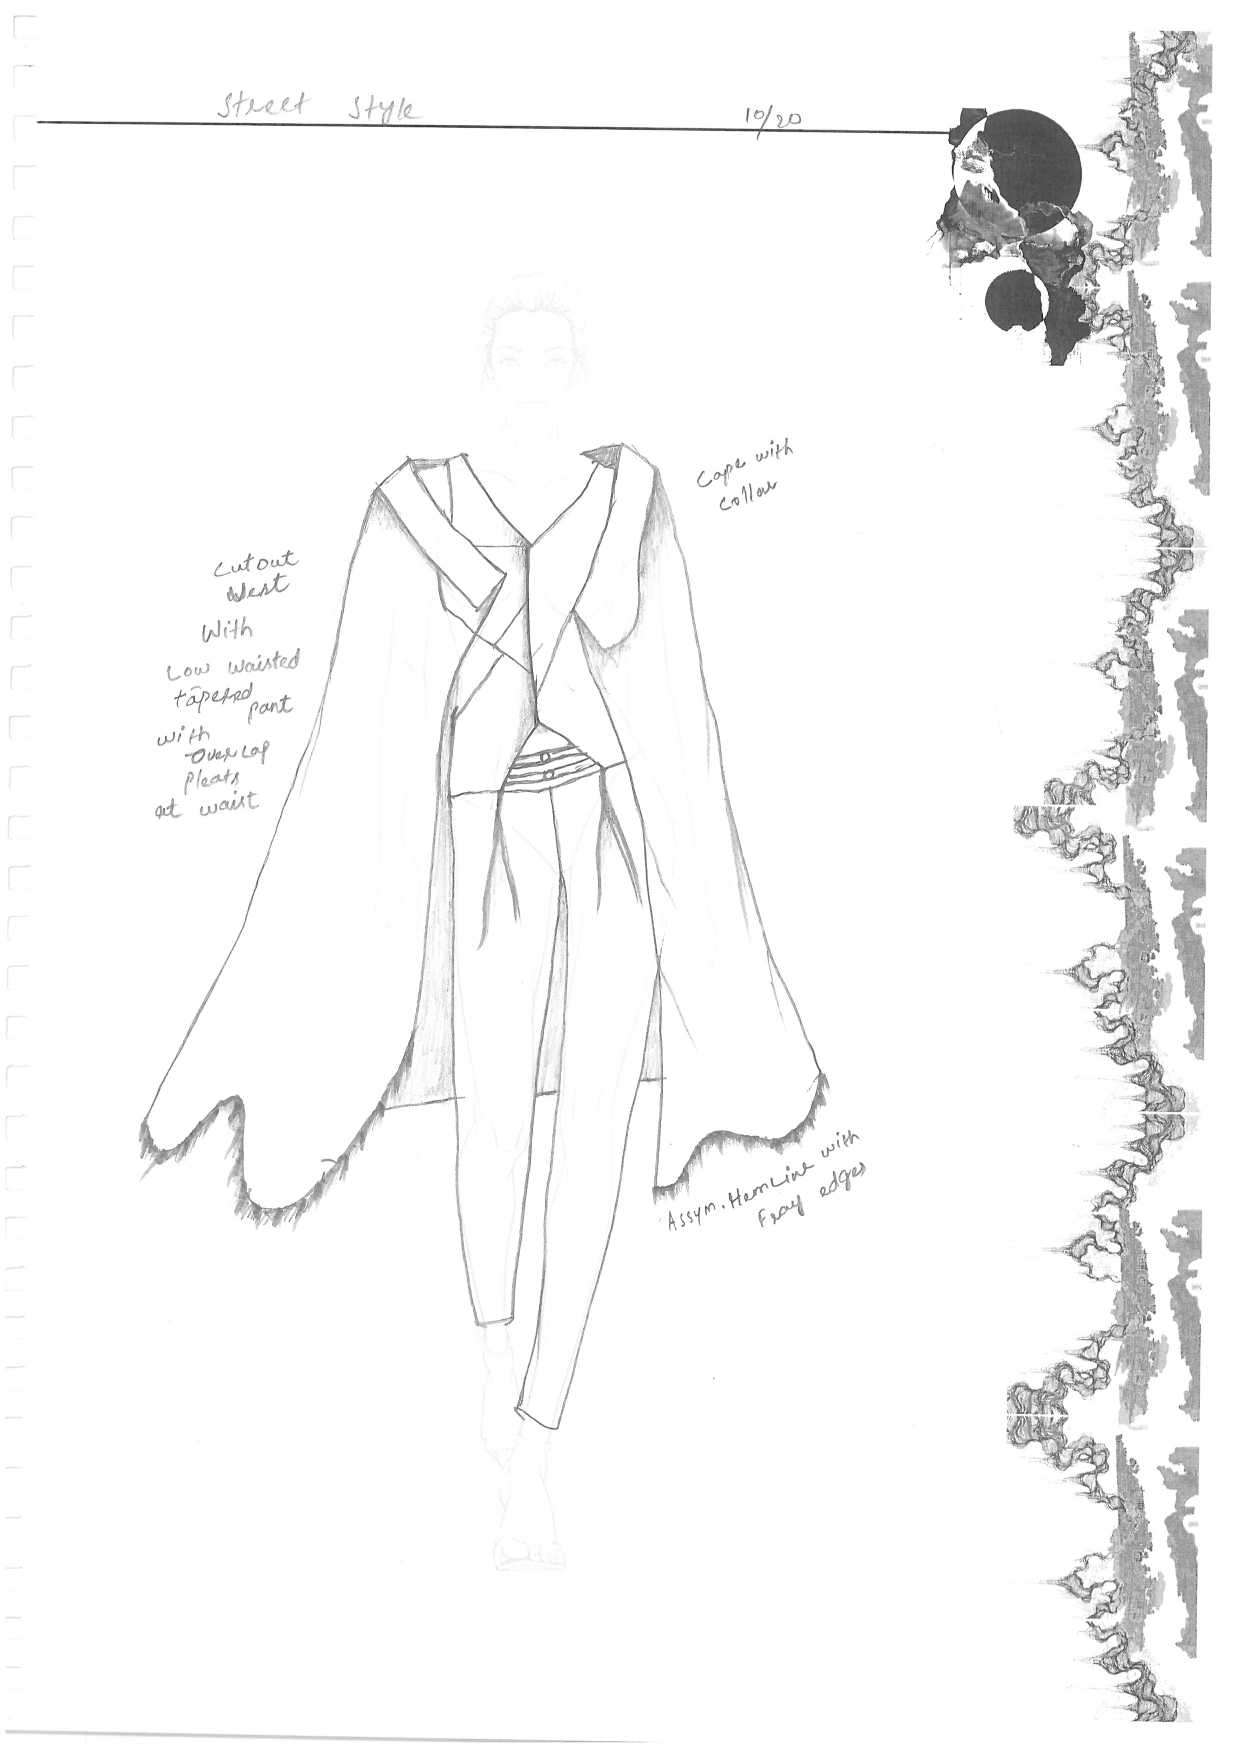 Street Style
10/20
Cape with
Collar
Cutout
Vest
With
Low waisted
tapered
pant
with
overlap
pleats
at waist
Assym. HemLine with
Fray edges